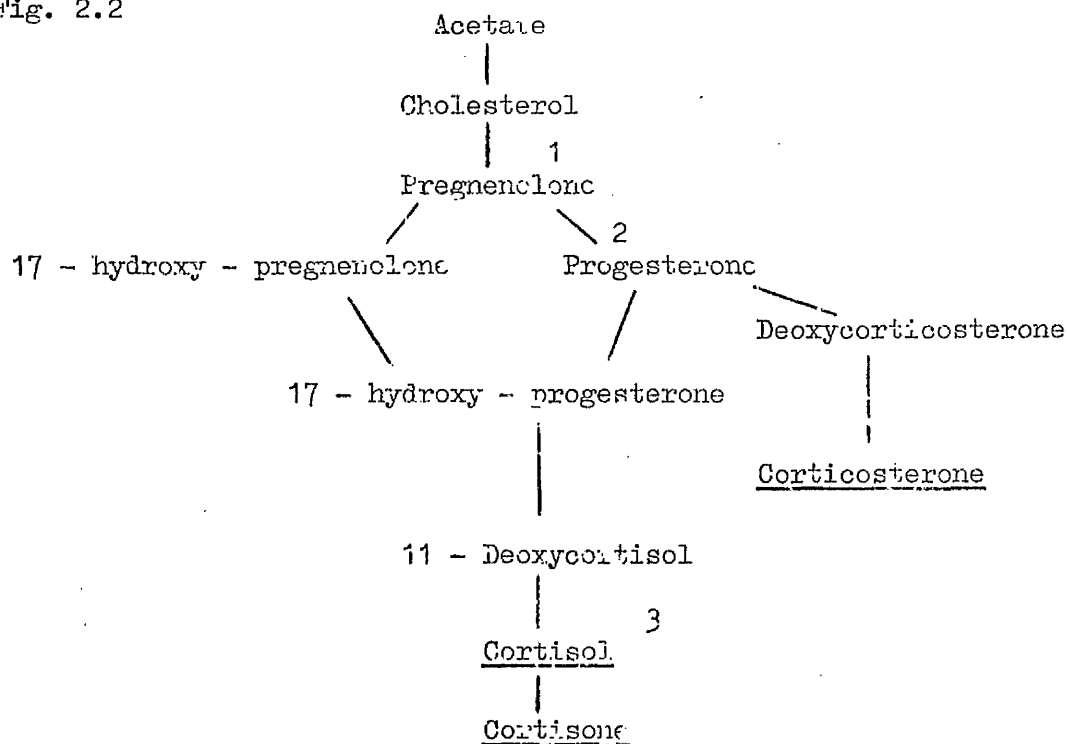 Fig. 2.2
Acetate
Cholesterol
1
Pregnenolone
2
17 - hydroxy - pregnenolone Progesterone
Deoxycorticosterone
17 - hydroxy - progesterone
Corticosterone
11 - Deoxycortisol
3
Cortisol
Cortisone